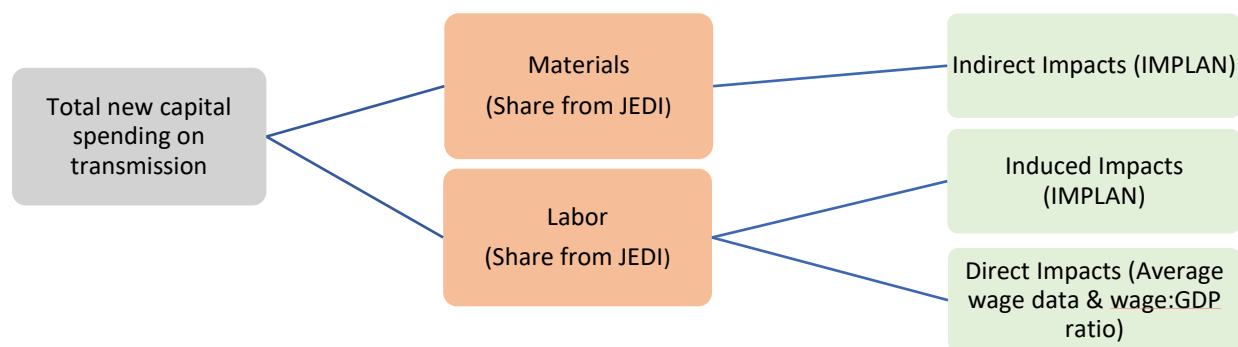 Total new capital
spending on
transmission
Materials
(Share from JEDI)
Labor
(Share from JEDI)
Indirect Impacts (IMPLAN)
Induced Impacts
(IMPLAN)
Direct Impacts (Average
wage data & wage:GDP
ratio)